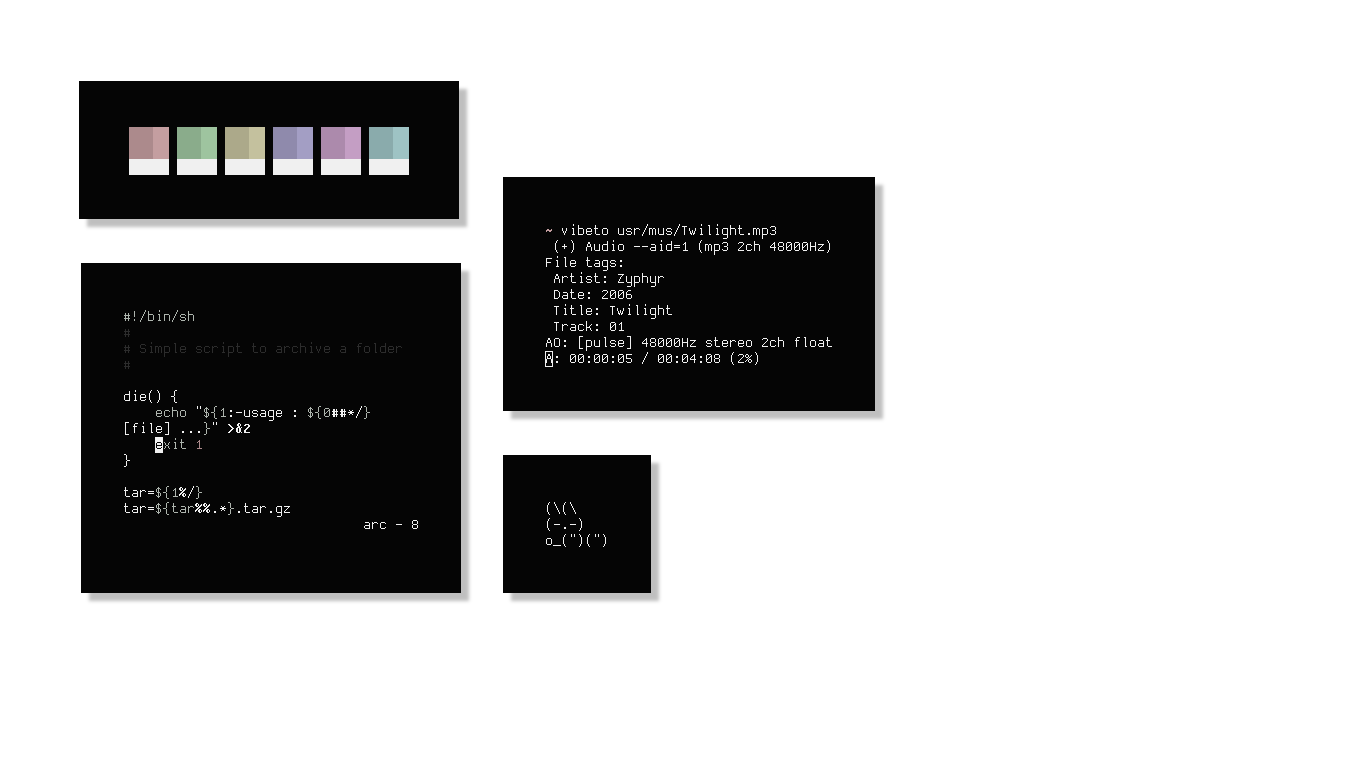 #!/bin/sh
#
# Simple script to archive a folder
#
die() {
    echo "${1:-usage : ${0##*/}
[file] ...}" >&2
    exit 1
}
tar=${1%/}
tar=${tar%%.*}.tar.gz
arc - 8
~ vibeto usr/mus/Twilight.mp3
 (+) Audio --aid=1 (mp3 2ch 48000Hz)
File tags:
 Artist: Zyphyr
 Date: 2006
 Title: Twilight
 Track: 01
AO: [pulse] 48000Hz stereo 2ch float
A: 00:00:05 / 00:04:08 (2%)
(\(\
(-.-)
o_(")(")